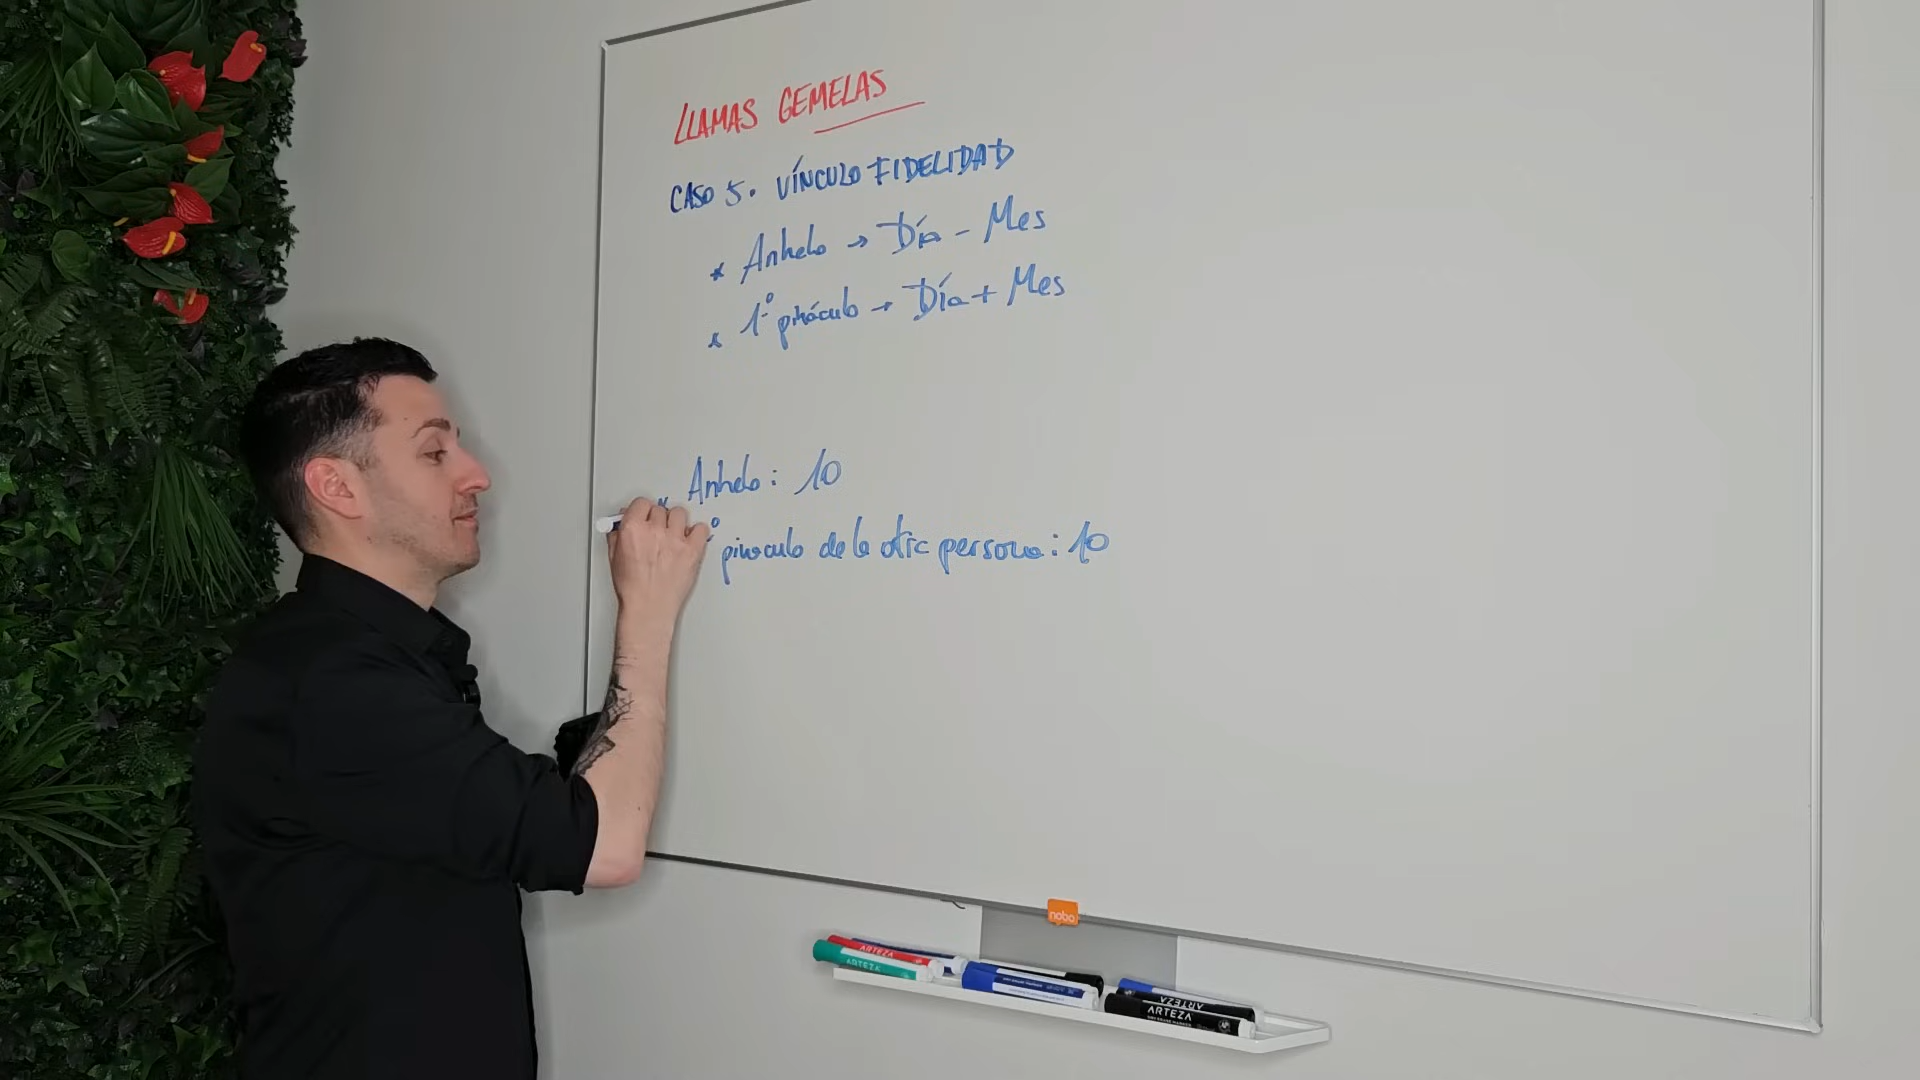 LLAMAS GEMELAS
CASO 5. VÍNCULO FIDELIDAD
* Anhelo → Día - Mes
* 1º pináculo → Día + Mes
* Anhelo: 10
º pináculo de la otra persona: 10
nobo
ARTEZA
ARTEZA
ARTEZA
ARTEZA